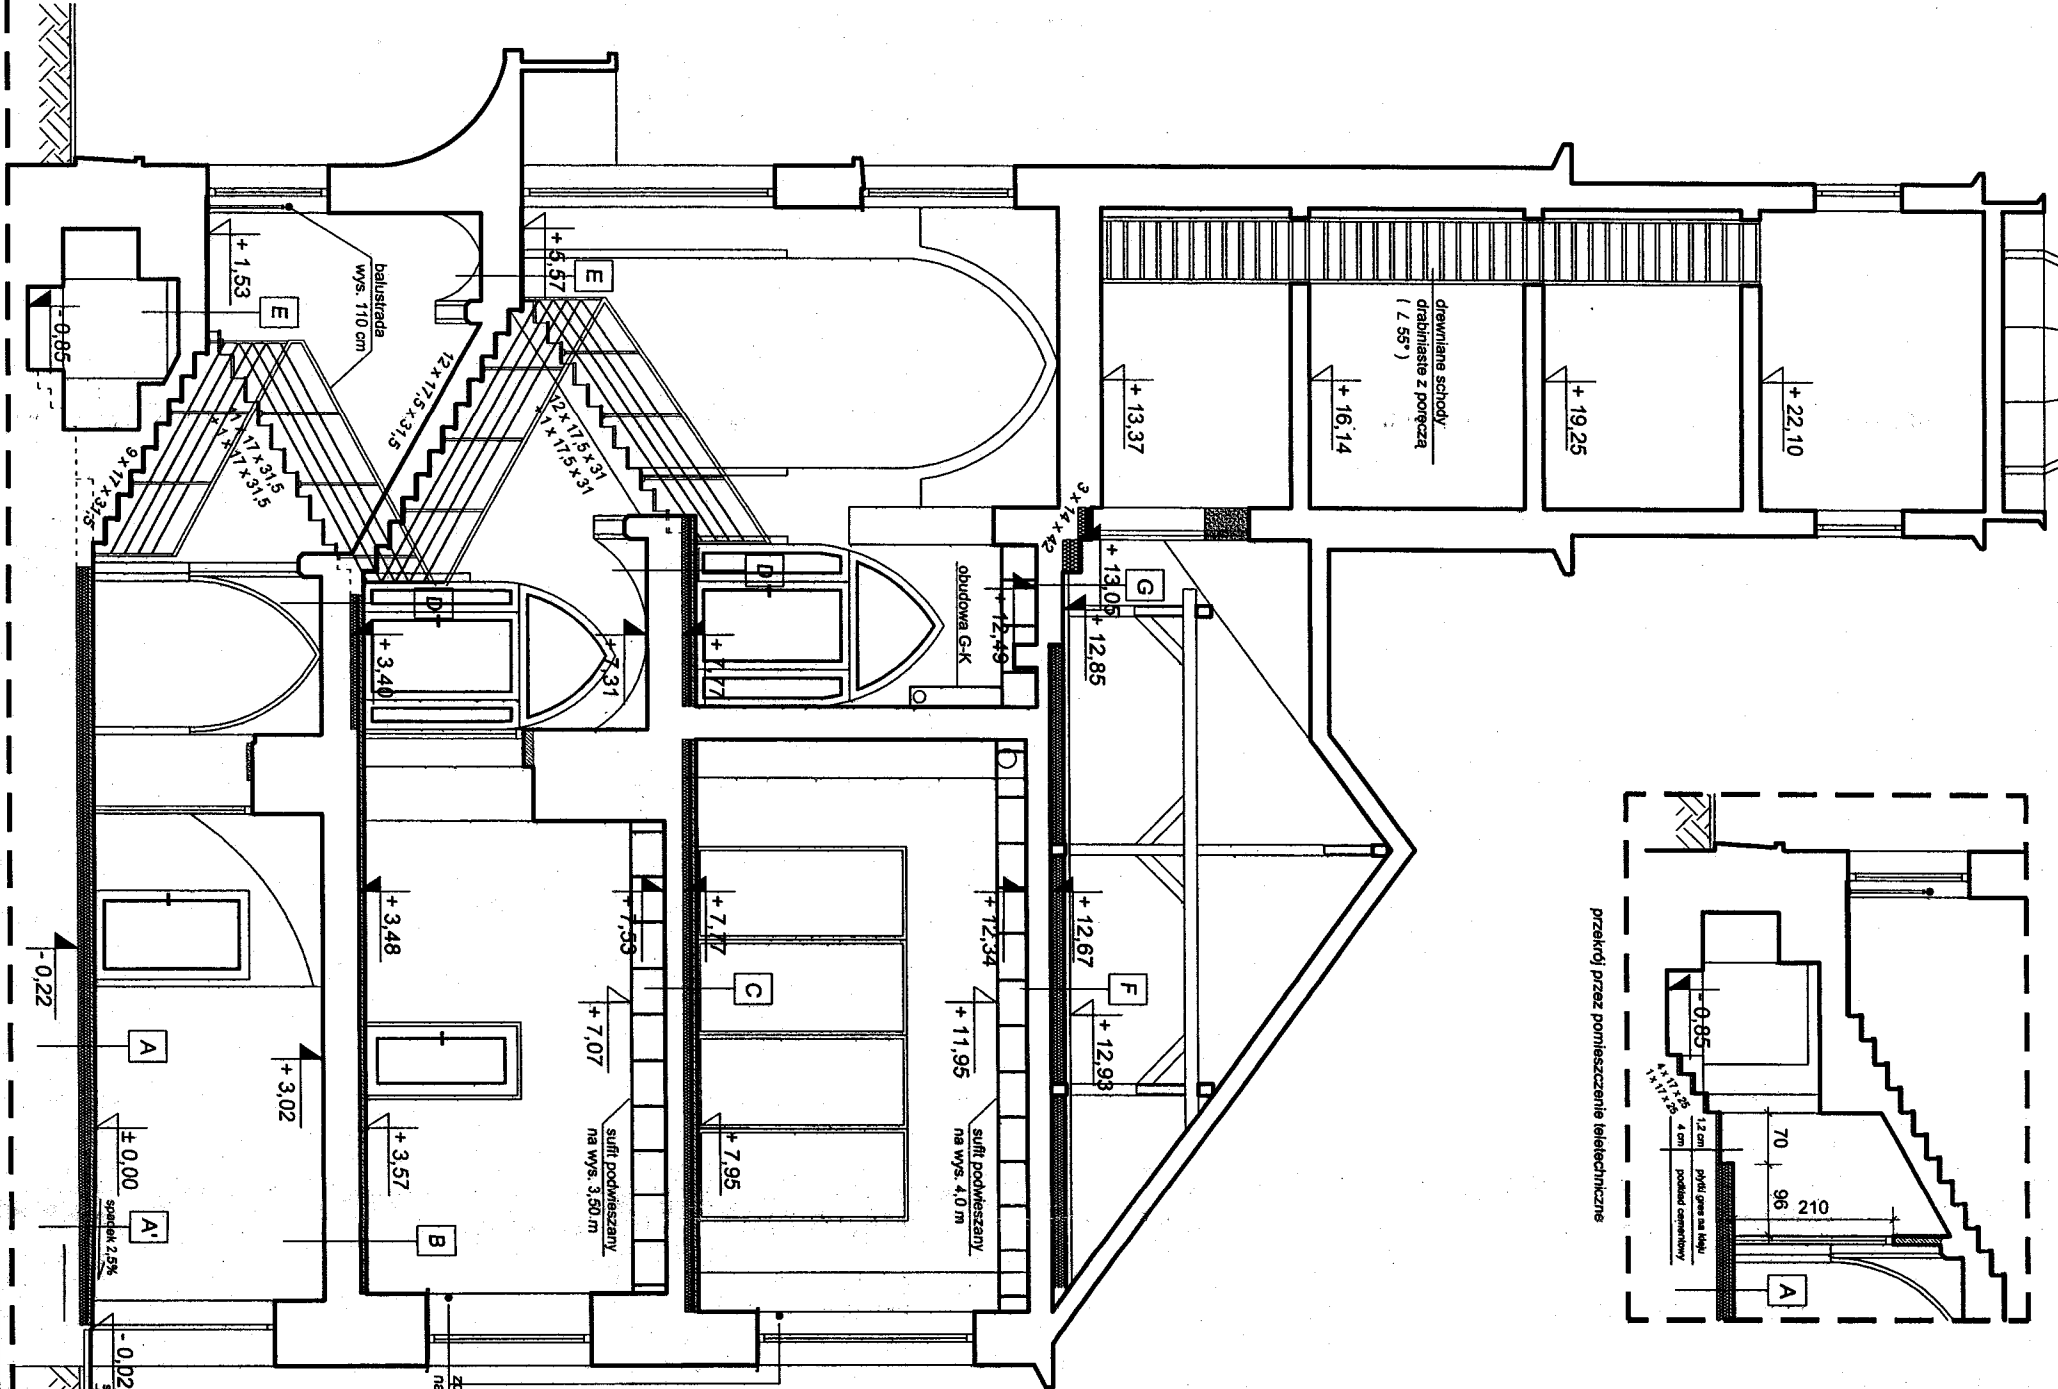 + 22,10
+ 19,25
+ 16,14
+ 13,37
drewniane schody
drabiniaste z poręczą
( ∠ 55° )
3 x 14 x 42
+ 13,05
G
+ 12,85
+ 12,49
obudowa G-K
+ 5,57
E
12 x 17,5 x 31
+ 1 x 17,5 x 31
D
+ 7,77
+ 7,31
12 x 17,5 x 31,5
balustrada
wys. 110 cm
+ 1,53
E
- 0,85
11 x 17 x 31,5
+ 1 x 17 x 31,5
9 x 17 x 31,5
D
+ 3,40
+ 12,67
+ 12,93
F
+ 12,34
+ 11,95
sufit podwieszany
na wys. 4,0 m
+ 7,77
C
+ 7,95
+ 7,53
+ 7,07
sufit podwieszany
na wys. 3,50 m
+ 3,48
+ 3,57
B
+ 3,02
± 0,00
A
A'
spadek 2,5%
- 0,22
- 0,02
- 0,85
4 x 17 x 25
1 x 17 x 25
70
96
210
1,2 cm płytki gres na kleju
4 cm podkład cementowy
A
przekrój przez pomieszczenie teletechniczne